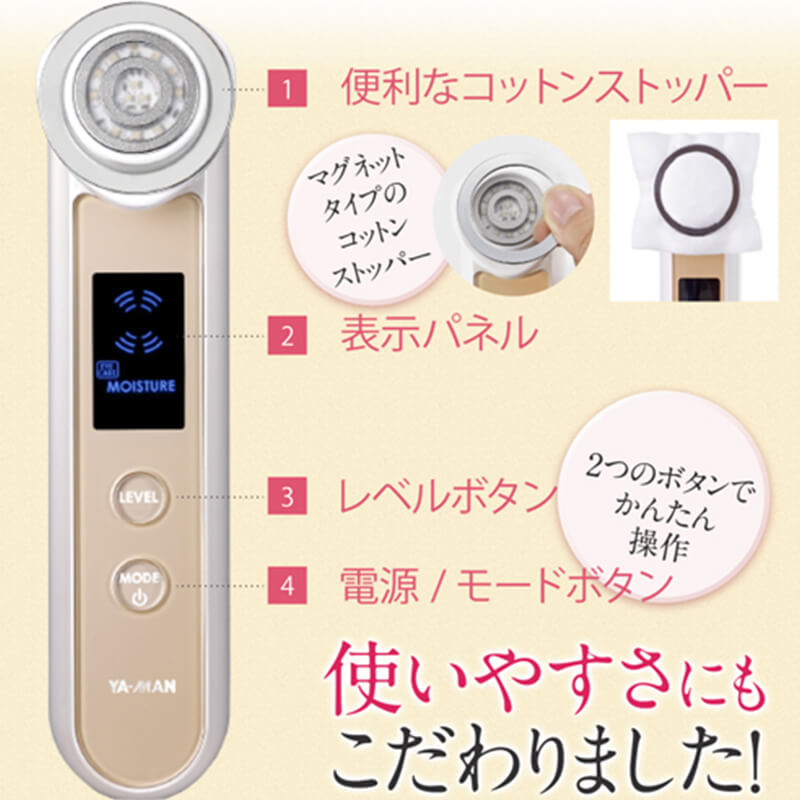 1 便利なコットンストッパー
マグネット
タイプの
コットン
ストッパー
2 表示パネル
EYE
CARE
MOISTURE
LEVEL
3 レベルボタン
2つのボタンで
かんたん
操作
MODE
4 電源 / モードボタン
YA-MAN
使いやすさにも
こだわりました!